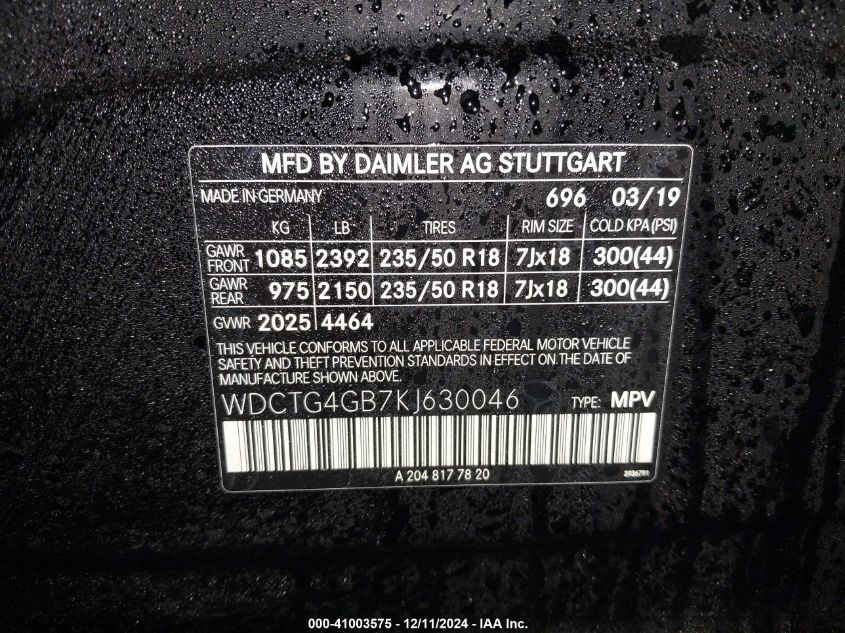 MFD BY DAIMLER AG STUTTGART
MADE IN GERMANY 696 03/19
KG LB TIRES RIM SIZE COLD KPA (PSI)
GAWR FRONT 1085 2392 235/50 R18 7Jx18 300(44)
GAWR REAR 975 2150 235/50 R18 7Jx18 300(44)
GVWR 2025 4464
THIS VEHICLE CONFORMS TO ALL APPLICABLE FEDERAL MOTOR VEHICLE
SAFETY AND THEFT PREVENTION STANDARDS IN EFFECT ON THE DATE OF
MANUFACTURE SHOWN ABOVE.
WDCTG4GB7KJ630046 TYPE: MPV
A 204 817 78 20 3936791
000-41003575 - 12/11/2024 - IAA Inc.